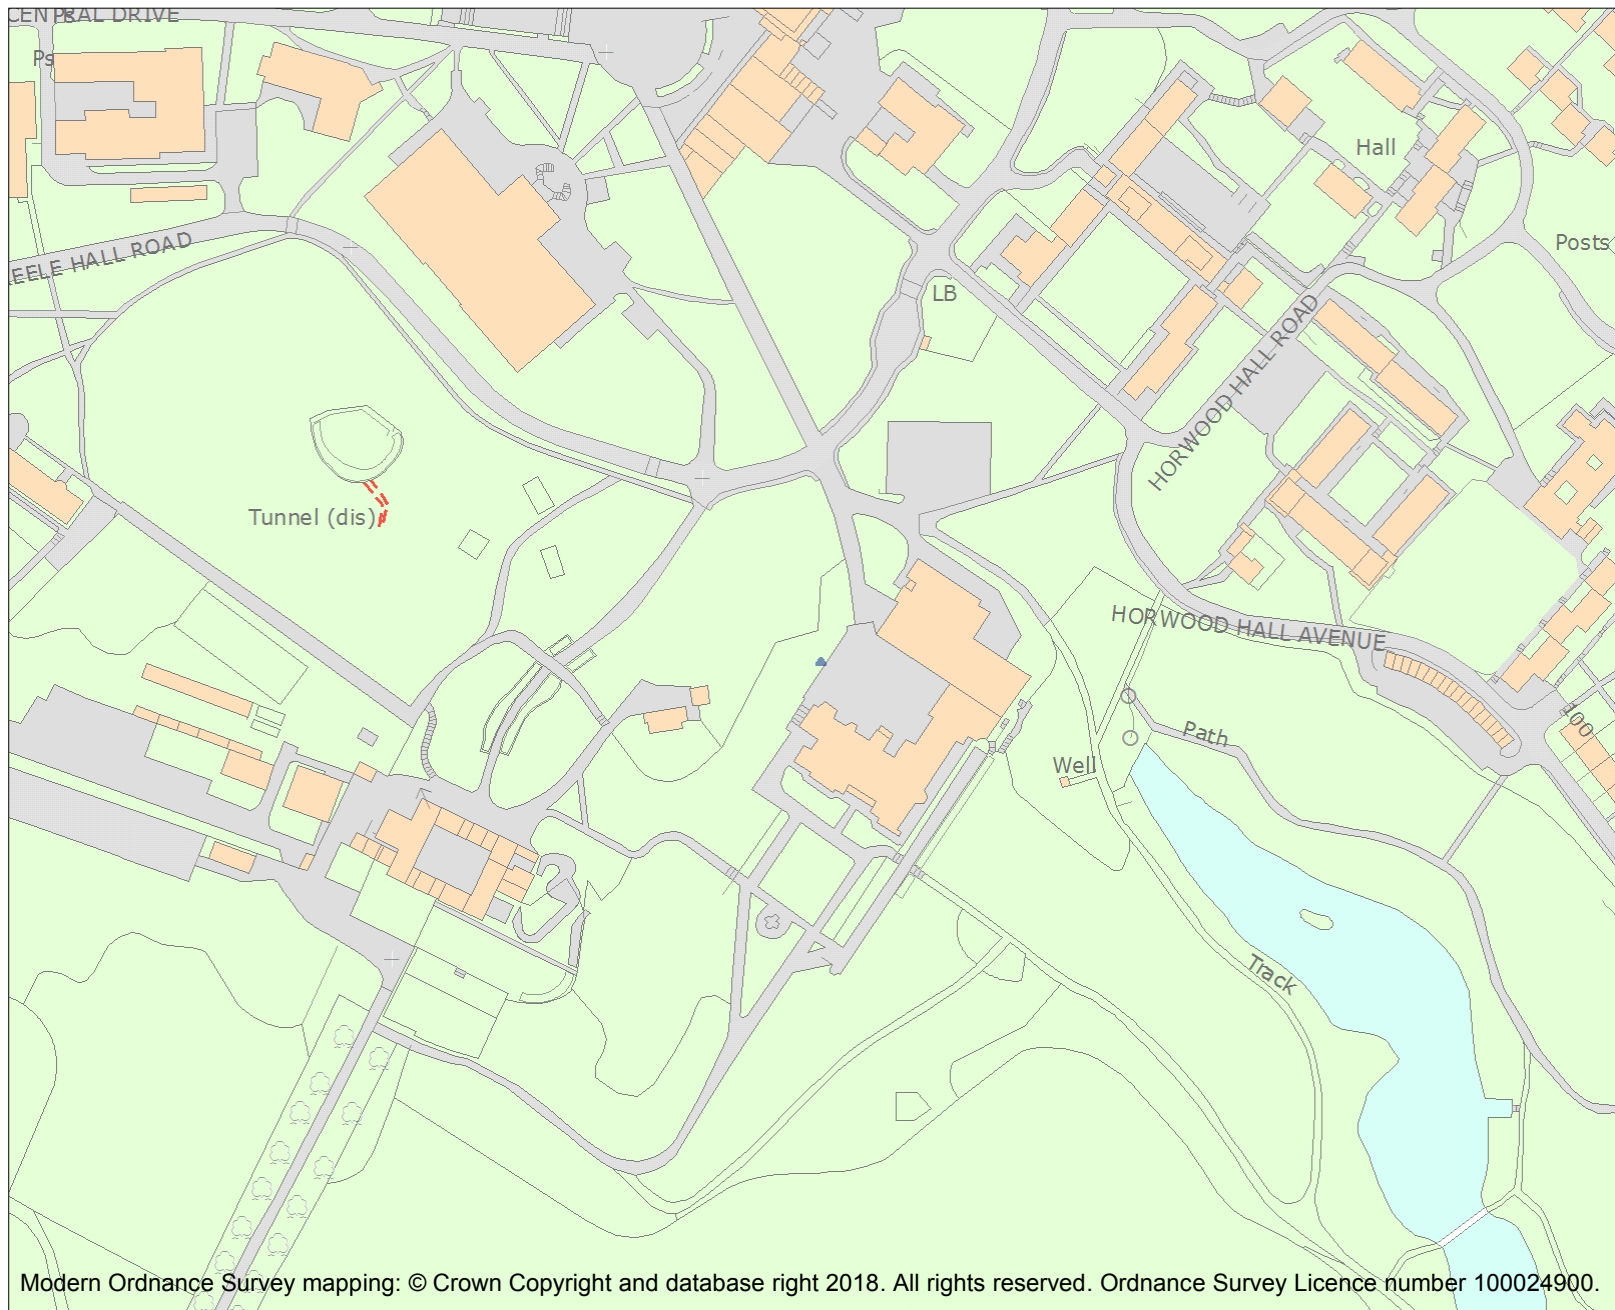 CENTRAL DRIVE
Ps
Hall
EELE HALL ROAD
Posts
LB
HORWOOD HALL ROAD
Tunnel (dis)
HORWOOD HALL AVENUE
100
Path
Well
Track
Modern Ordnance Survey mapping: © Crown Copyright and database right 2018. All rights reserved. Ordnance Survey Licence number 100024900.